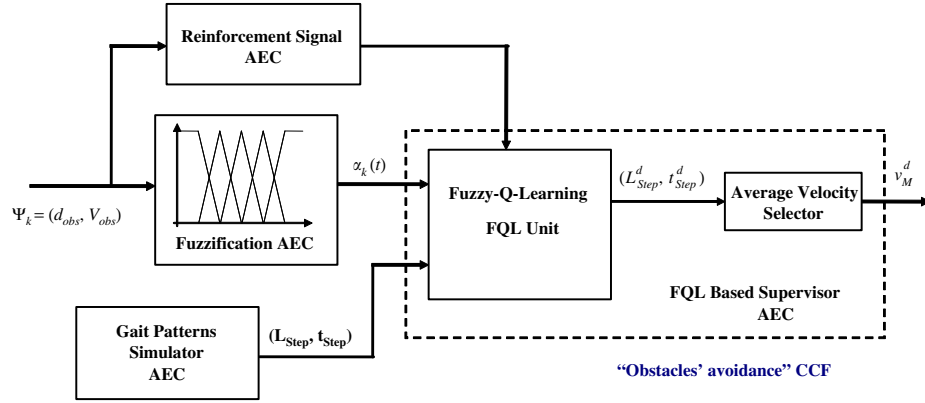 Reinforcement Signal
AEC
α_k(t)
Ψ_k = (d_obs, V_obs)
Fuzzification AEC
Fuzzy-Q-Learning
FQL Unit
(L^d_Step, t^d_Step)
Average Velocity
Selector
v^d_M
Gait Patterns
Simulator
AEC
(L_Step, t_Step)
FQL Based Supervisor
AEC
“Obstacles’ avoidance” CCF